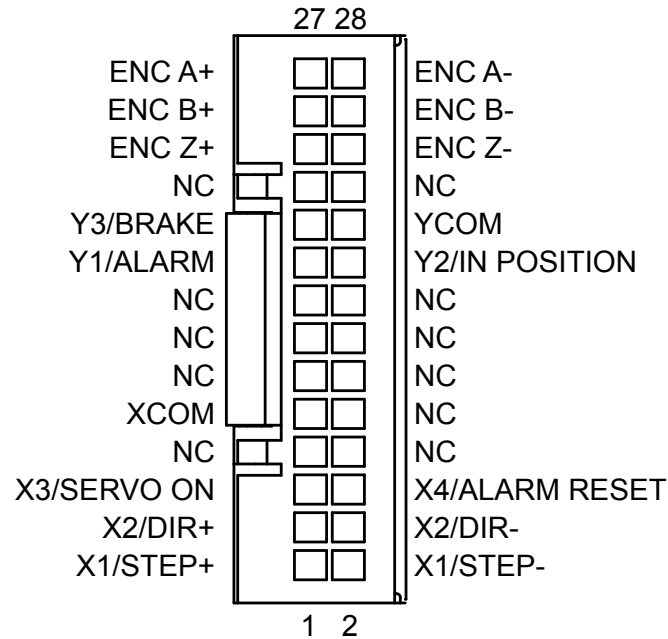 27 28
ENC A+ ENC A-
ENC B+ ENC B-
ENC Z+ ENC Z-
NC NC
Y3/BRAKE YCOM
Y1/ALARM Y2/IN POSITION
NC NC
NC NC
NC NC
XCOM NC
NC NC
X3/SERVO ON X4/ALARM RESET
X2/DIR+ X2/DIR-
X1/STEP+ X1/STEP-
1 2